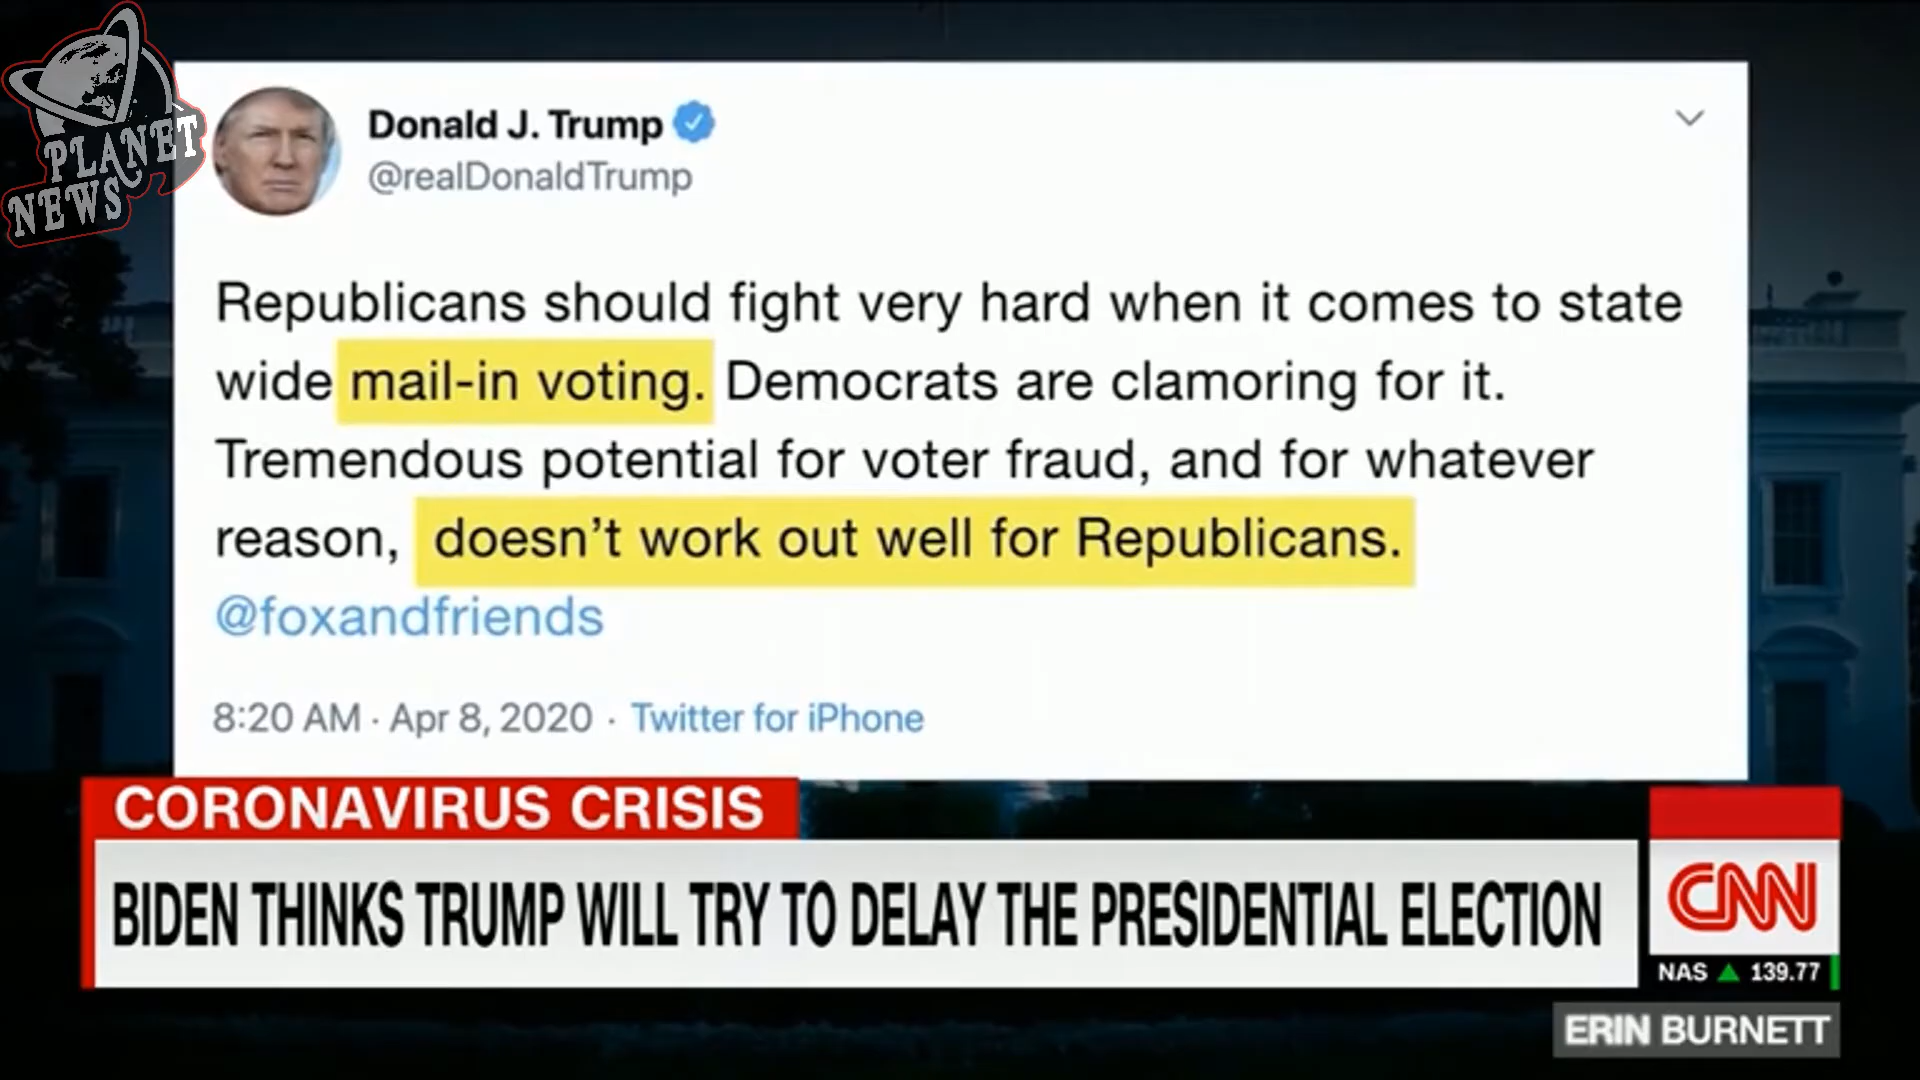 PLANET
NEWS
Donald J. Trump
@realDonaldTrump
Republicans should fight very hard when it comes to state
wide mail-in voting. Democrats are clamoring for it.
Tremendous potential for voter fraud, and for whatever
reason, doesn't work out well for Republicans.
@foxandfriends
8:20 AM · Apr 8, 2020 · Twitter for iPhone
CORONAVIRUS CRISIS
BIDEN THINKS TRUMP WILL TRY TO DELAY THE PRESIDENTIAL ELECTION
CNN
NAS ▲ 139.77
ERIN BURNETT